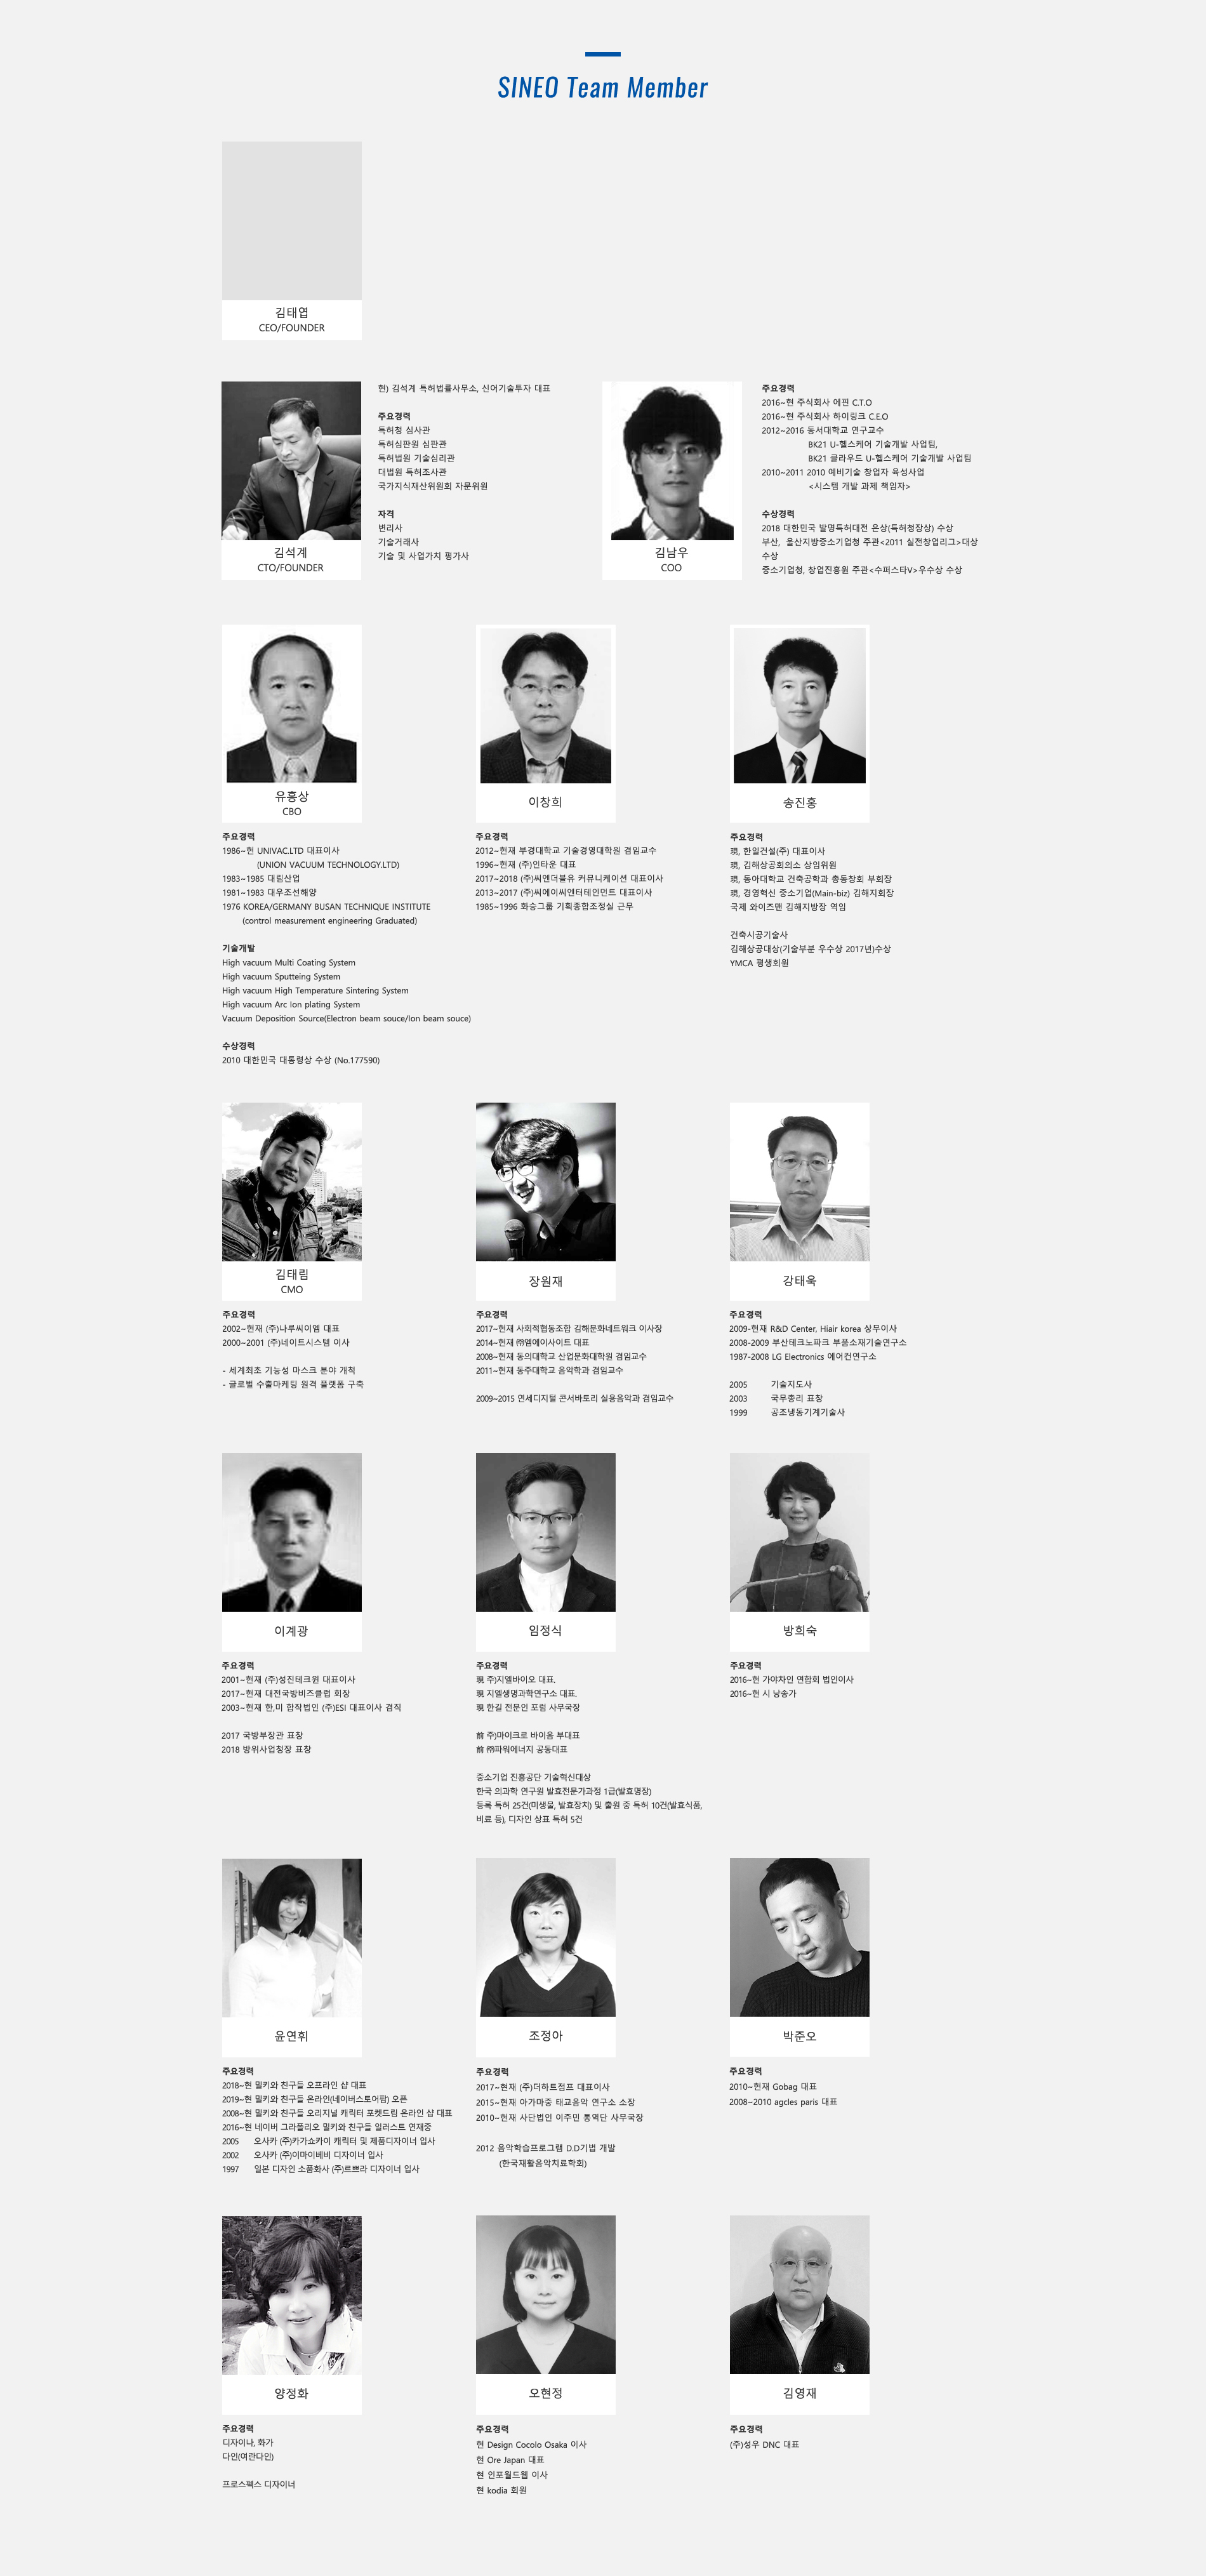 SINEO Team Member
김태엽
CEO/FOUNDER
김석계
CTO/FOUNDER
현) 김석계 특허법률사무소, 신어기술투자 대표
주요경력
특허청 심사관
특허심판원 심판관
특허법원 기술심리관
대법원 특허조사관
국가지식재산위원회 자문위원
자격
변리사
기술거래사
기술 및 사업가치 평가사
김남우
COO
주요경력
2016~현 주식회사 에핀 C.T.O
2016~현 주식회사 하이링크 C.E.O
2012~2016 동서대학교 연구교수
BK21 U-헬스케어 기술개발 사업팀,
BK21 클라우드 U-헬스케어 기술개발 사업팀
2010~2011 2010 예비기술 창업자 육성사업
<시스템 개발 과제 책임자>
수상경력
2018 대한민국 발명특허대전 은상(특허청장상) 수상
부산, 울산지방중소기업청 주관<2011 실전창업리그>대상
수상
중소기업청, 창업진흥원 주관<수퍼스타V>우수상 수상
유흥상
CBO
주요경력
1986~현 UNIVAC.LTD 대표이사
(UNION VACUUM TECHNOLOGY.LTD)
1983~1985 대림산업
1981~1983 대우조선해양
1976 KOREA/GERMANY BUSAN TECHNIQUE INSTITUTE
(control measurement engineering Graduated)
기술개발
High vacuum Multi Coating System
High vacuum Sputteing System
High vacuum High Temperature Sintering System
High vacuum Arc Ion plating System
Vacuum Deposition Source(Electron beam souce/Ion beam souce)
수상경력
2010 대한민국 대통령상 수상 (No.177590)
이창희
주요경력
2012~현재 부경대학교 기술경영대학원 겸임교수
1996~현재 (주)인타운 대표
2017~2018 (주)씨엔더블유 커뮤니케이션 대표이사
2013~2017 (주)씨에이씨엔터테인먼트 대표이사
1985~1996 화승그룹 기획종합조정실 근무
송진홍
주요경력
現, 한일건설(주) 대표이사
現, 김해상공회의소 상임위원
現, 동아대학교 건축공학과 총동창회 부회장
現, 경영혁신 중소기업(Main-biz) 김해지회장
국제 와이즈맨 김해지방장 역임
건축시공기술사
김해상공대상(기술부분 우수상 2017년)수상
YMCA 평생회원
김태림
CMO
주요경력
2002~현재 (주)나루씨이엠 대표
2000~2001 (주)네이트시스템 이사
- 세계최초 기능성 마스크 분야 개척
- 글로벌 수출마케팅 원격 플랫폼 구축
장원재
주요경력
2017~현재 사회적협동조합 김해문화네트워크 이사장
2014~현재 ㈜엠에이사이트 대표
2008~현재 동의대학교 산업문화대학원 겸임교수
2011~현재 동주대학교 음악학과 겸임교수
2009~2015 연세디지털 콘서바토리 실용음악과 겸임교수
강태욱
주요경력
2009-현재 R&D Center, Hiair korea 상무이사
2008-2009 부산테크노파크 부품소재기술연구소
1987-2008 LG Electronics 에어컨연구소
2005 기술지도사
2003 국무총리 표창
1999 공조냉동기계기술사
이계광
주요경력
2001~현재 (주)성진테크윈 대표이사
2017~현재 대전국방비즈클럽 회장
2003~현재 한,미 합작법인 (주)ESI 대표이사 겸직
2017 국방부장관 표창
2018 방위사업청장 표창
임정식
주요경력
現 주)지엘바이오 대표.
現 지엘생명과학연구소 대표.
現 한길 전문인 포럼 사무국장
前 주)마이크로 바이옴 부대표
前 ㈜파워에너지 공동대표
중소기업 진흥공단 기술혁신대상
한국 의과학 연구원 발효전문가과정 1급(발효명장)
등록 특허 25건(미생물, 발효장치) 및 출원 중 특허 10건(발효식품,
비료 등), 디자인 상표 특허 5건
방희숙
주요경력
2016~현 가야차인 연합회 법인이사
2016~현 시 낭송가
윤연휘
주요경력
2018~현 밀키와 친구들 오프라인 샵 대표
2019~현 밀키와 친구들 온라인(네이버스토어팜) 오픈
2008~현 밀키와 친구들 오리지널 캐릭터 포켓드림 온라인 샵 대표
2016~현 네이버 그라폴리오 밀키와 친구들 일러스트 연재중
2005 오사카 (주)카가쇼카이 캐릭터 및 제품디자이너 입사
2002 오사카 (주)이마이베비 디자이너 입사
1997 일본 디자인 소품화사 (주)르쁘라 디자이너 입사
조정아
주요경력
2017~현재 (주)더하트점프 대표이사
2015~현재 아가마중 태교음악 연구소 소장
2010~현재 사단법인 이주민 통역단 사무국장
2012 음악학습프로그램 D.D기법 개발
(한국재활음악치료학회)
박준오
주요경력
2010~현재 Gobag 대표
2008~2010 agcles paris 대표
양정화
주요경력
디자이나, 화가
다인(여란다인)
프로스펙스 디자이너
오현정
주요경력
현 Design Cocolo Osaka 이사
현 Ore Japan 대표
현 인포월드웹 이사
현 kodia 회원
김영재
주요경력
(주)성우 DNC 대표